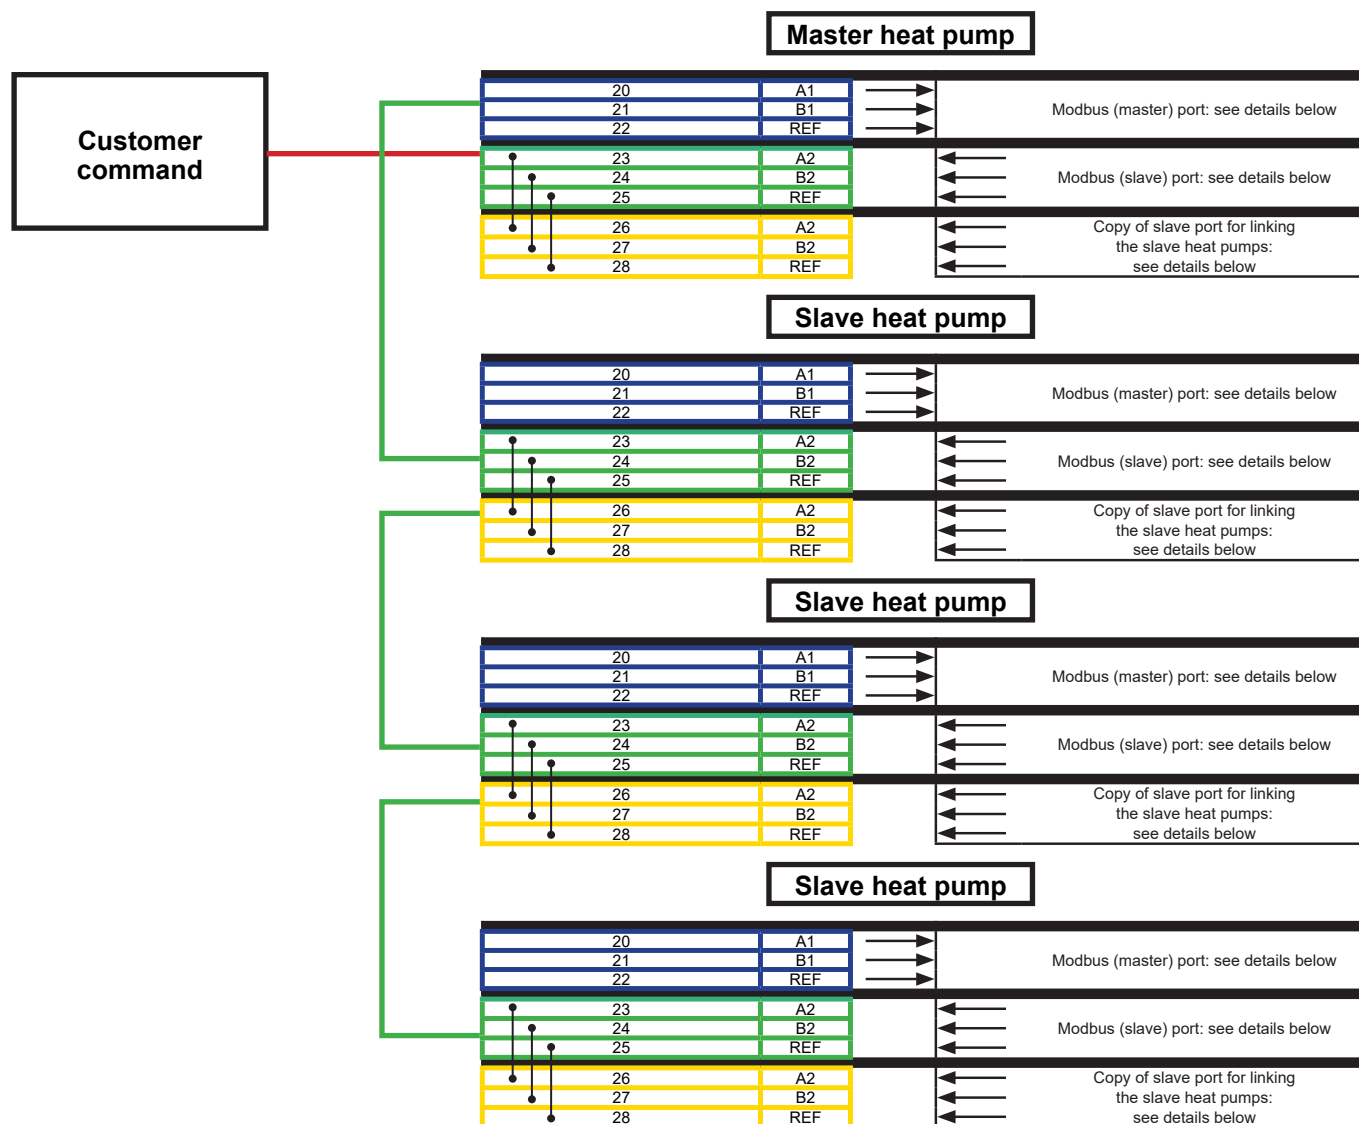 Master heat pump
Customer
command
20 A1
21 B1
22 REF
Modbus (master) port: see details below
23 A2
24 B2
25 REF
Modbus (slave) port: see details below
26 A2
27 B2
28 REF
Copy of slave port for linking
the slave heat pumps:
see details below
Slave heat pump
20 A1
21 B1
22 REF
Modbus (master) port: see details below
23 A2
24 B2
25 REF
Modbus (slave) port: see details below
26 A2
27 B2
28 REF
Copy of slave port for linking
the slave heat pumps:
see details below
Slave heat pump
20 A1
21 B1
22 REF
Modbus (master) port: see details below
23 A2
24 B2
25 REF
Modbus (slave) port: see details below
26 A2
27 B2
28 REF
Copy of slave port for linking
the slave heat pumps:
see details below
Slave heat pump
20 A1
21 B1
22 REF
Modbus (master) port: see details below
23 A2
24 B2
25 REF
Modbus (slave) port: see details below
26 A2
27 B2
28 REF
Copy of slave port for linking
the slave heat pumps:
see details below